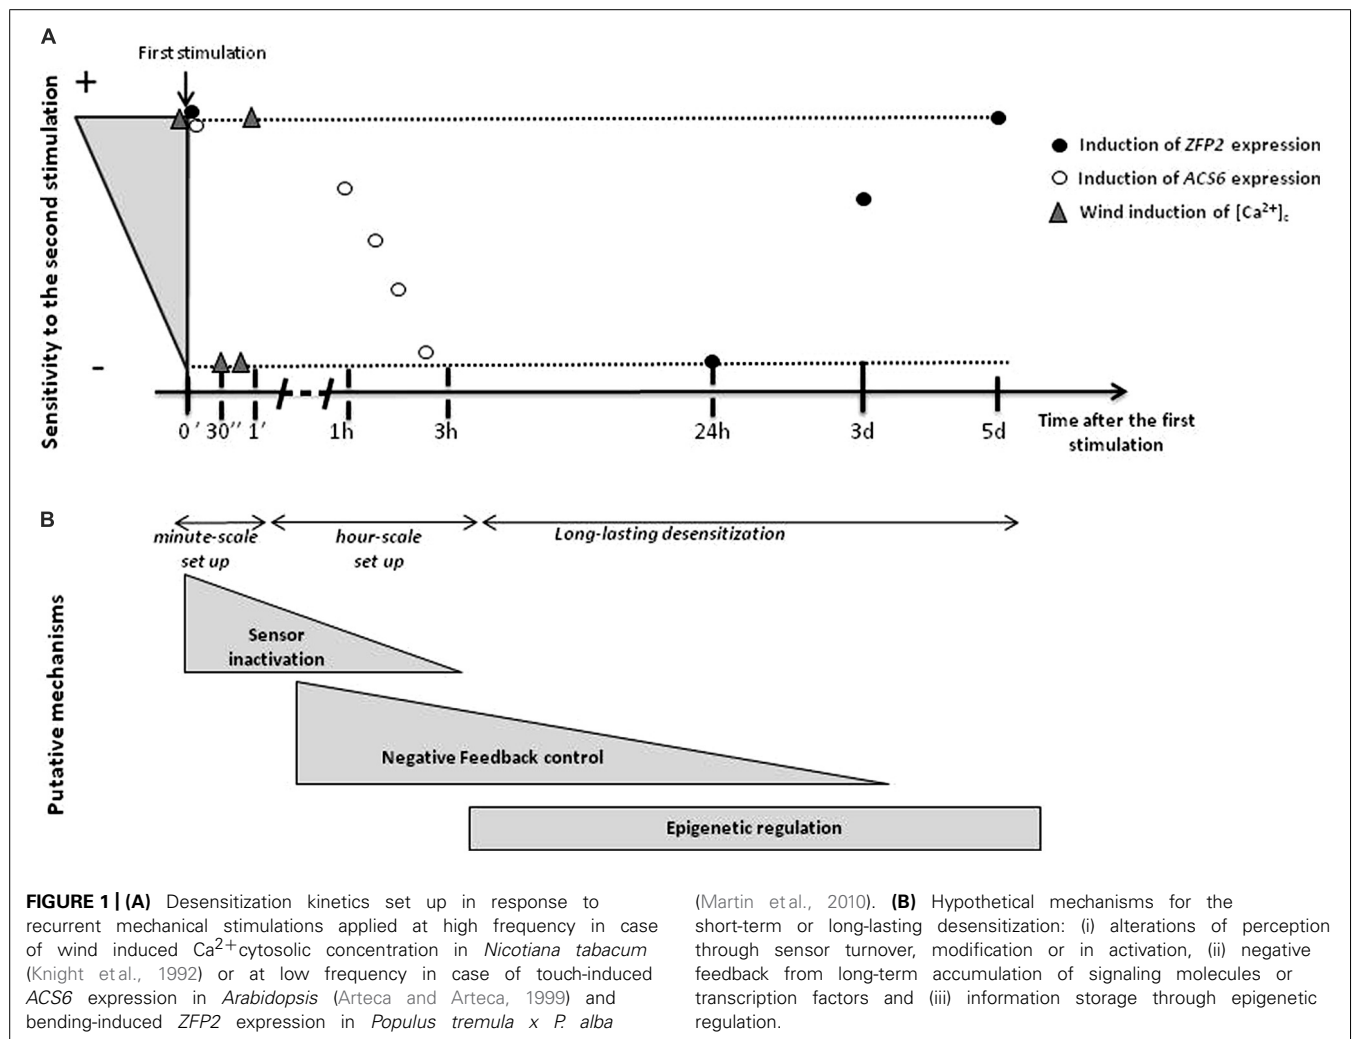 A
First stimulation
+
Sensitivity to the second stimulation
-
Induction of ZFP2 expression
Induction of ACS6 expression
Wind induction of [Ca2+]c
0 ′ 30′′ 1′ 1h 3h 24h 3d 5d
Time after the first
stimulation
B
minute-scale
set up
hour-scale
set up
Long-lasting desensitization
Putative mechanisms
Sensor
inactivation
Negative Feedback control
Epigenetic regulation
FIGURE 1 | (A) Desensitization kinetics set up in response to
recurrent mechanical stimulations applied at high frequency in case
of wind induced Ca2+cytosolic concentration in Nicotiana tabacum
(Knight et al., 1992) or at low frequency in case of touch-induced
ACS6 expression in Arabidopsis (Arteca and Arteca, 1999) and
bending-induced ZFP2 expression in Populus tremula x P. alba
(Martin et al., 2010). (B) Hypothetical mechanisms for the
short-term or long-lasting desensitization: (i) alterations of perception
through sensor turnover, modification or in activation, (ii) negative
feedback from long-term accumulation of signaling molecules or
transcription factors and (iii) information storage through epigenetic
regulation.